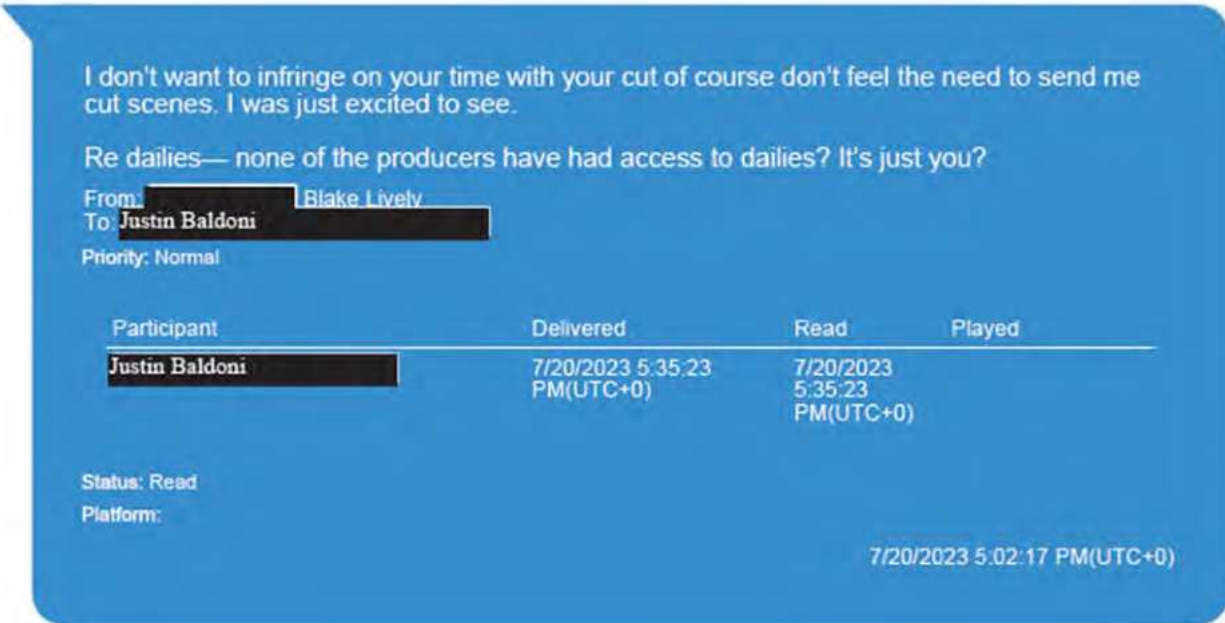 I don't want to infringe on your time with your cut of course don't feel the need to send me
cut scenes. I was just excited to see.
Re dailies— none of the producers have had access to dailies? It's just you?
From: Blake Lively
To: Justin Baldoni
Priority: Normal
Participant Delivered Read Played
Justin Baldoni 7/20/2023 5:35:23 7/20/2023
PM(UTC+0) 5:35:23
PM(UTC+0)
Status: Read
Platform:
7/20/2023 5:02:17 PM(UTC+0)